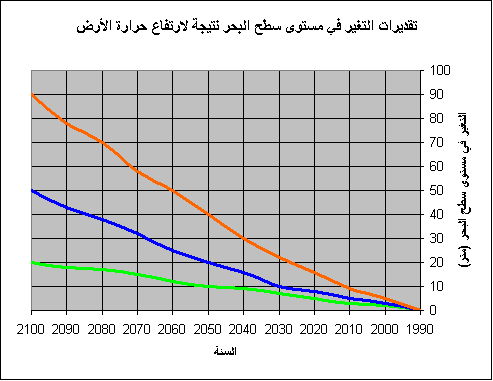 تقديرات التغير في مستوى سطح البحر نتيجة لارتفاع حرارة الأرض
التغير في مستوى سطح البحر (متر)
100
90
80
70
60
50
40
30
20
10
0
2100 2090 2080 2070 2060 2050 2040 2030 2020 2010 2000 1990
السنة